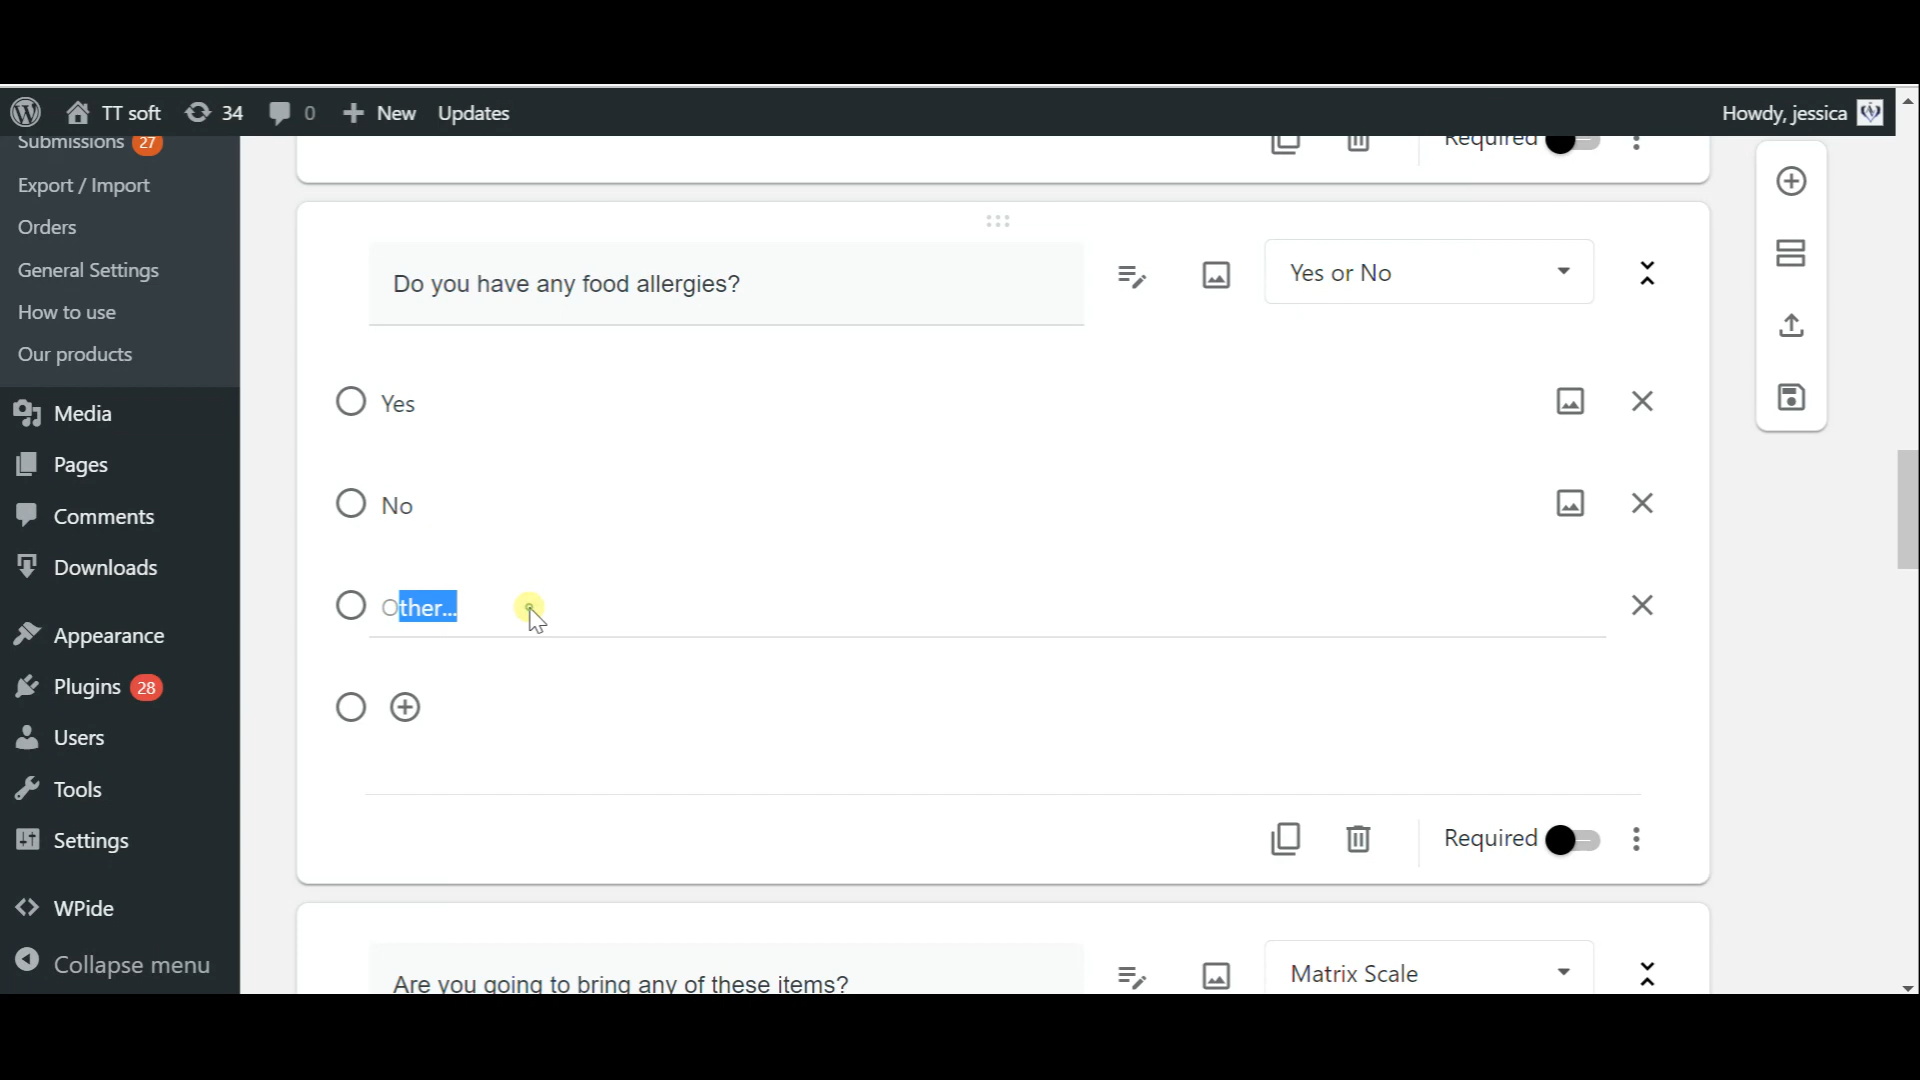 TT soft 34 0 New Updates Howdy, jessica
Submissions 27 Required
Export / Import
Orders
General Settings
How to use
Our products
Media
Pages
Comments
Downloads
Appearance
Plugins 28
Users
Tools
Settings
WPide
Collapse menu
Do you have any food allergies? Yes or No
Yes
No
Other...
Required
Are you going to bring any of these items? Matrix Scale